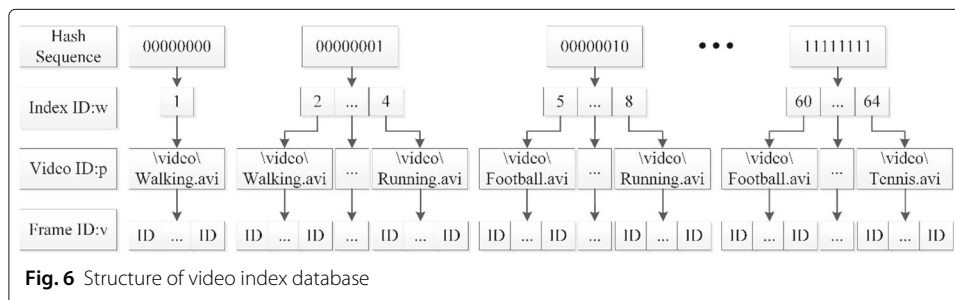 Hash
Sequence
00000000
00000001
00000010
•••
11111111
Index ID:w
1
2 ... 4
5 ... 8
60 ... 64
Video ID:p
\video\
Walking.avi
\video\
Walking.avi
...
\video\
Running.avi
\video\
Football.avi
...
\video\
Running.avi
\video\
Football.avi
...
\video\
Tennis.avi
Frame ID:v
ID ... ID
ID ... ID ... ID ... ID
ID ... ID ... ID ... ID
ID ... ID ... ID ... ID
Fig. 6 Structure of video index database